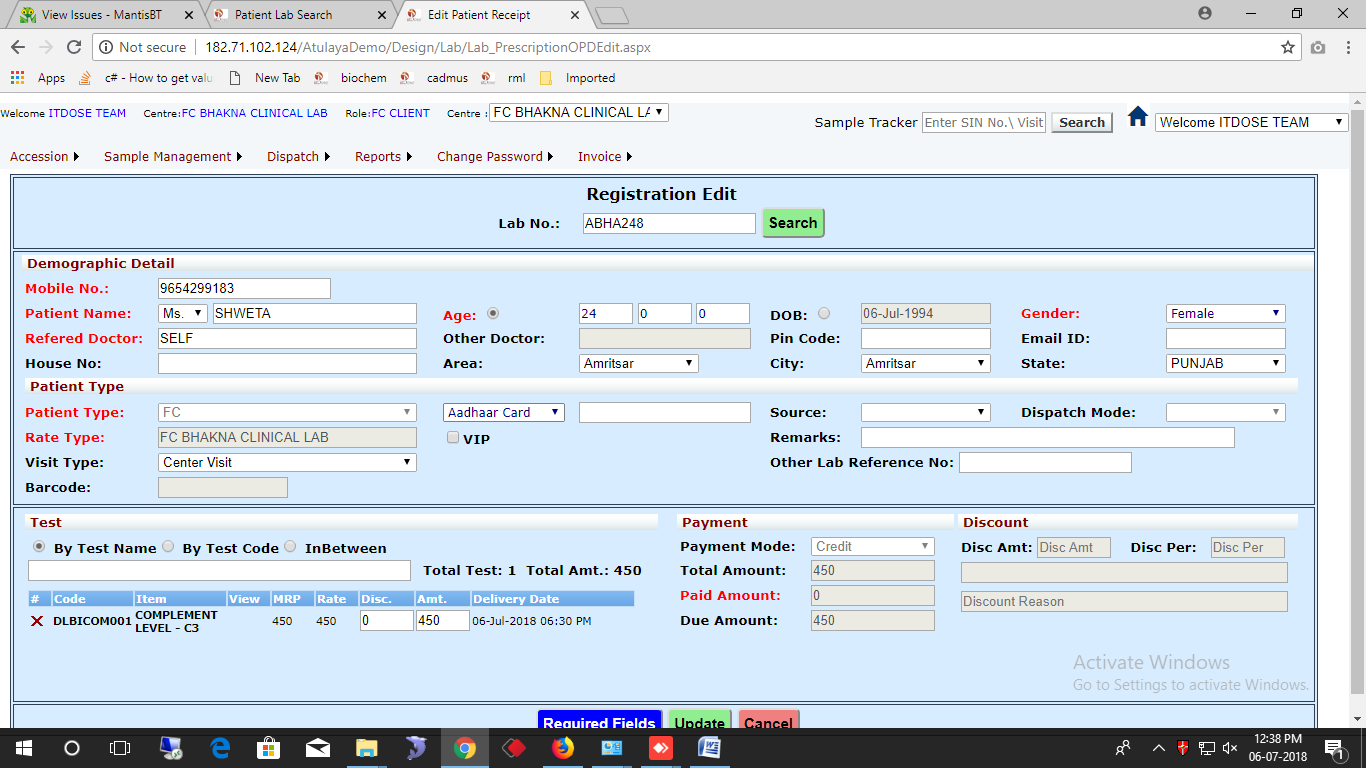 View Issues - MantisBT
Patient Lab Search
Edit Patient Receipt
Not secure | 182.71.102.124/AtulayaDemo/Design/Lab/Lab_PrescriptionOPDEdit.aspx
Apps c# - How to get valu New Tab biochem cadmus rml Imported
Welcome ITDOSE TEAM Centre:FC BHAKNA CLINICAL LAB Role:FC CLIENT Centre : FC BHAKNA CLINICAL LA
Sample Tracker Enter SIN No.\ Visit Search Welcome ITDOSE TEAM
Accession Sample Management Dispatch Reports Change Password Invoice
Registration Edit
Lab No.: ABHA248 Search
Demographic Detail
Mobile No.: 9654299183
Patient Name: Ms. SHWETA Age: 24 0 0 DOB: 06-Jul-1994 Gender: Female
Refered Doctor: SELF Other Doctor: Pin Code: Email ID:
House No: Area: Amritsar City: Amritsar State: PUNJAB
Patient Type
Patient Type: FC Aadhaar Card Source: Dispatch Mode:
Rate Type: FC BHAKNA CLINICAL LAB VIP Remarks:
Visit Type: Center Visit Other Lab Reference No:
Barcode:
Test Payment Discount
By Test Name By Test Code InBetween Payment Mode: Credit Disc Amt: Disc Amt Disc Per: Disc Per
Total Test: 1 Total Amt.: 450 Total Amount: 450
# Code Item View MRP Rate Disc. Amt. Delivery Date Paid Amount: 0 Discount Reason
DLBICOM001 COMPLEMENT LEVEL - C3 450 450 0 450 06-Jul-2018 06:30 PM Due Amount: 450
Activate Windows
Go to Settings to activate Windows.
Required Fields Update Cancel
12:38 PM
06-07-2018
1